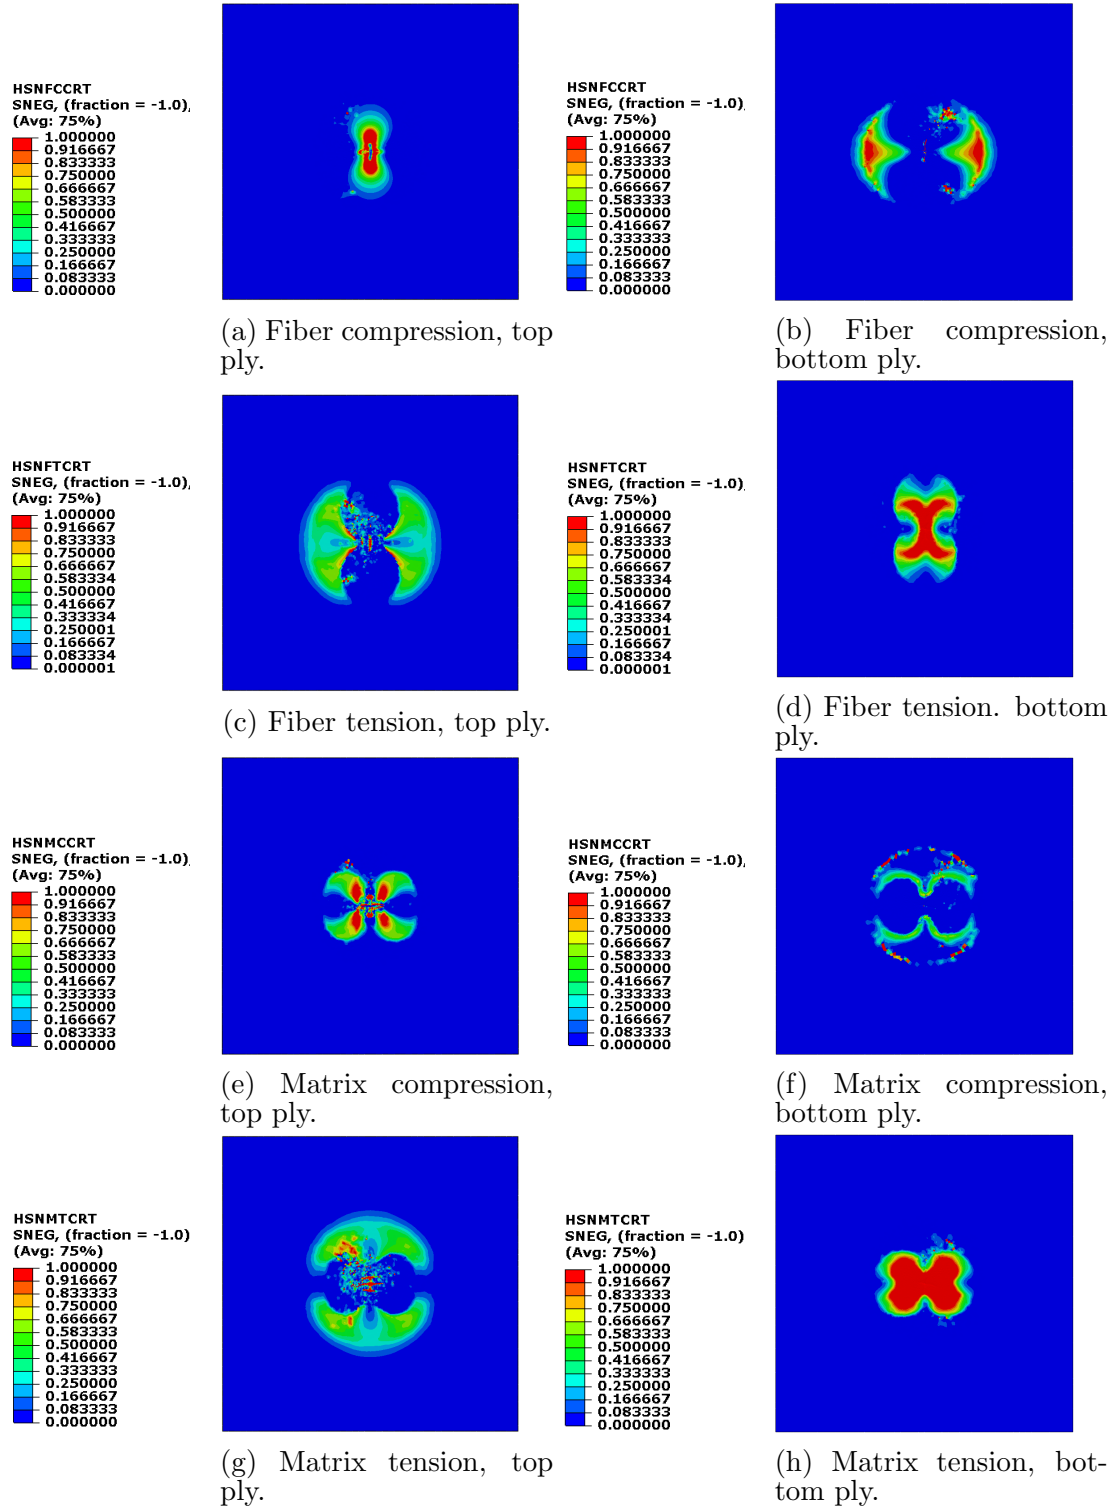 HSNFCCRT
SNEG, (fraction = -1.0),
(Avg: 75%)
1.000000
0.916667
0.833333
0.750000
0.666667
0.583333
0.500000
0.416667
0.333333
0.250000
0.166667
0.083333
0.000000
(a) Fiber compression, top
ply.
HSNFCCRT
SNEG, (fraction = -1.0),
(Avg: 75%)
1.000000
0.916667
0.833333
0.750000
0.666667
0.583333
0.500000
0.416667
0.333333
0.250000
0.166667
0.083333
0.000000
(b) Fiber compression,
bottom ply.
HSNFTCRT
SNEG, (fraction = -1.0),
(Avg: 75%)
1.000000
0.916667
0.833333
0.750000
0.666667
0.583334
0.500000
0.416667
0.333334
0.250001
0.166667
0.083334
0.000001
(c) Fiber tension, top ply.
HSNFTCRT
SNEG, (fraction = -1.0),
(Avg: 75%)
1.000000
0.916667
0.833333
0.750000
0.666667
0.583334
0.500000
0.416667
0.333334
0.250001
0.166667
0.083334
0.000001
(d) Fiber tension. bottom
ply.
HSNMCCRT
SNEG, (fraction = -1.0),
(Avg: 75%)
1.000000
0.916667
0.833333
0.750000
0.666667
0.583333
0.500000
0.416667
0.333333
0.250000
0.166667
0.083333
0.000000
(e) Matrix compression,
top ply.
HSNMCCRT
SNEG, (fraction = -1.0),
(Avg: 75%)
1.000000
0.916667
0.833333
0.750000
0.666667
0.583333
0.500000
0.416667
0.333333
0.250000
0.166667
0.083333
0.000000
(f) Matrix compression,
bottom ply.
HSNMTCRT
SNEG, (fraction = -1.0)
(Avg: 75%)
1.000000
0.916667
0.833333
0.750000
0.666667
0.583333
0.500000
0.416667
0.333333
0.250000
0.166667
0.083333
0.000000
(g) Matrix tension, top
ply.
HSNMTCRT
SNEG, (fraction = -1.0)
(Avg: 75%)
1.000000
0.916667
0.833333
0.750000
0.666667
0.583333
0.500000
0.416667
0.333333
0.250000
0.166667
0.083333
0.000000
(h) Matrix tension, bot-
tom ply.